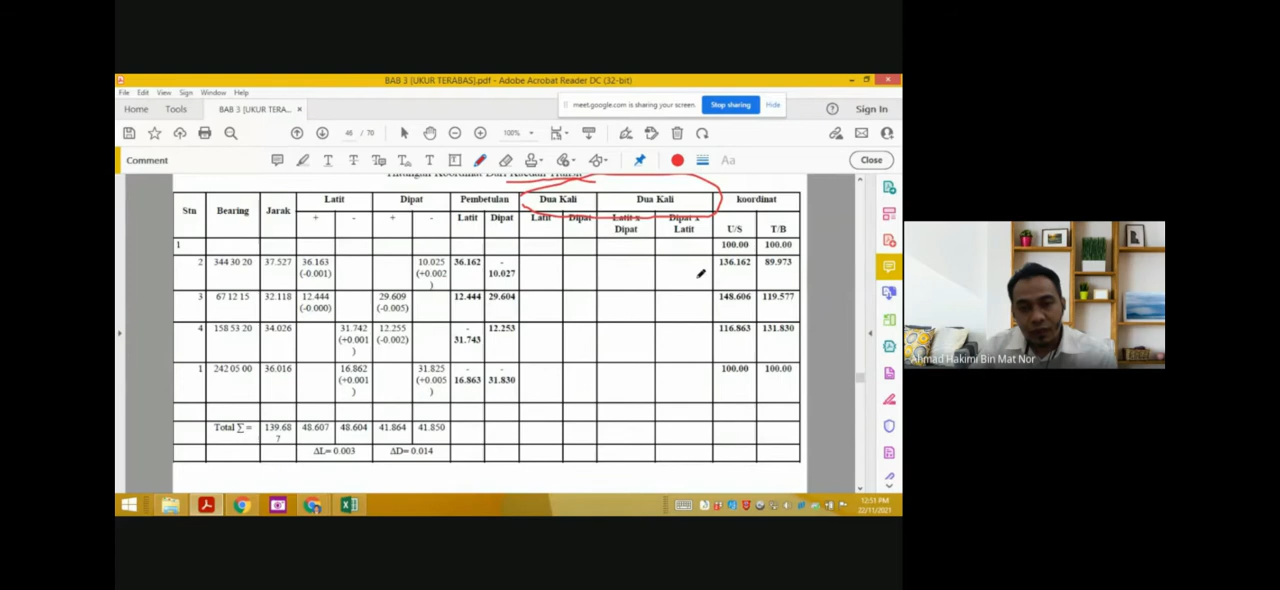 BAB 3 [UKUR TERABAS].pdf - Adobe Acrobat Reader DC (32-bit)
File Edit View Sign Window Help
Home Tools BAB 3 [UKUR TERA... ×
meet.google.com is sharing your screen. Stop sharing Hide
Sign In
46 / 70 100%
Comment Close
Stn Bearing Jarak Latit Dipat Pembetulan Dua Kali Dua Kali koordinat
+ - + - Latit Dipat Latit Dipat Latit x Dipat Dipat x Latit U/S T/B
1 100.00 100.00
2 344 30 20 37.527 36.163 (-0.001) 10.025 (+0.002) 36.162 -10.027 136.162 89.973
3 67 12 15 32.118 12.444 (-0.000) 29.609 (-0.005) 12.444 29.604 148.606 119.577
4 158 53 20 34.026 31.742 (+0.001) 12.255 (-0.002) -31.743 12.253 116.863 131.830
1 242 05 00 36.016 16.862 (+0.001) 31.825 (+0.005) -16.863 -31.830 100.00 100.00
Total ∑ = 139.687 48.607 48.604 41.864 41.850
ΔL= 0.003 ΔD= 0.014
Ahmad Hakimi Bin Mat Nor
12:51 PM
22/11/2021